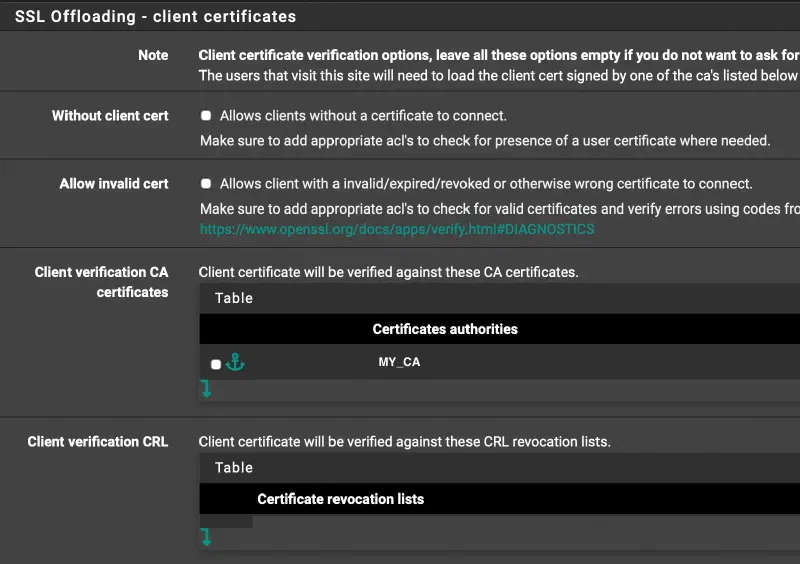 SSL Offloading - client certificates
Note
Client certificate verification options, leave all these options empty if you do not want to ask for
The users that visit this site will need to load the client cert signed by one of the ca's listed below
Without client cert
Allows clients without a certificate to connect.
Make sure to add appropriate acl's to check for presence of a user certificate where needed.
Allow invalid cert
Allows client with a invalid/expired/revoked or otherwise wrong certificate to connect.
Make sure to add appropriate acl's to check for valid certificates and verify errors using codes fro
https://www.openssl.org/docs/apps/verify.html#DIAGNOSTICS
Client verification CA
certificates
Client certificate will be verified against these CA certificates.
Table
Certificates authorities
MY_CA
Client verification CRL
Client certificate will be verified against these CRL revocation lists.
Table
Certificate revocation lists